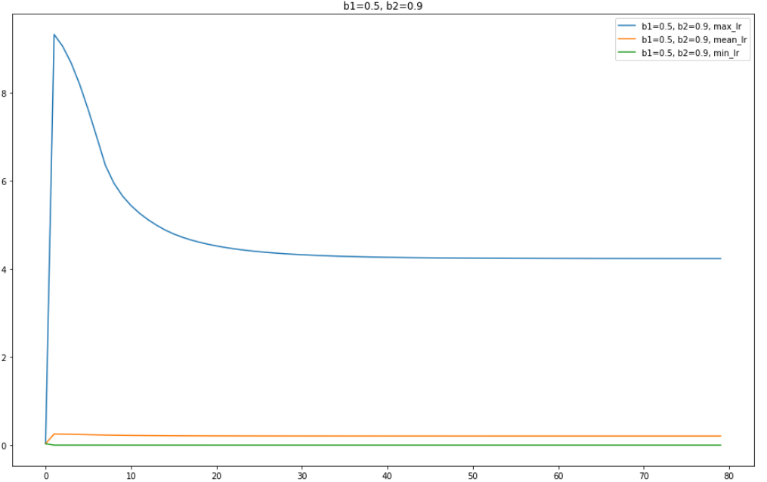 b1=0.5, b2=0.9
b1=0.5, b2=0.9, max_lr
b1=0.5, b2=0.9, mean_lr
b1=0.5, b2=0.9, min_lr
8
6
4
2
0
0 10 20 30 40 50 60 70 80